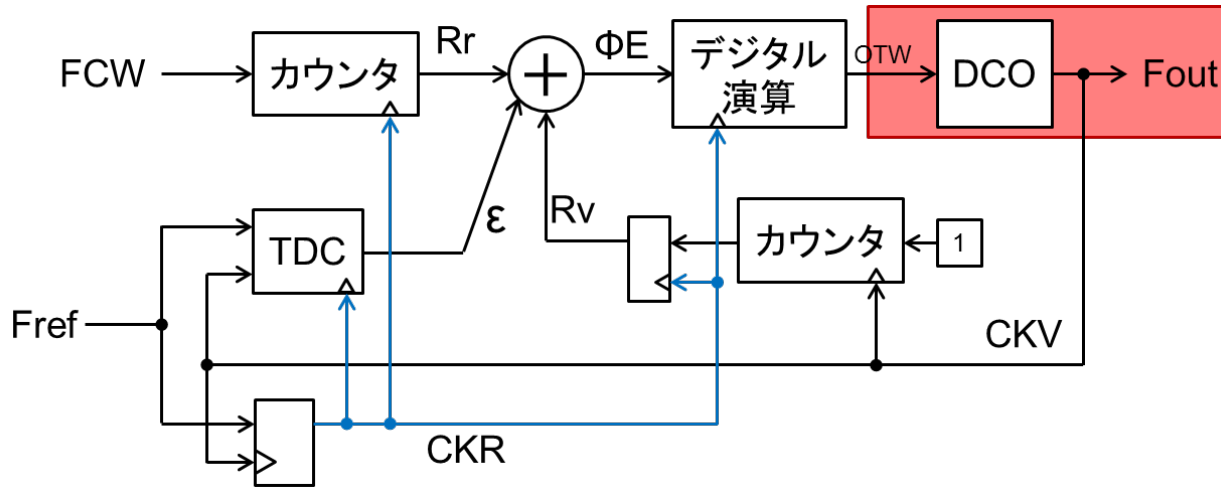 FCW
カウンタ
Rr
ΦE
デジタル
演算
OTW
DCO
Fout
TDC
ε
Rv
カウンタ
1
Fref
CKV
CKR